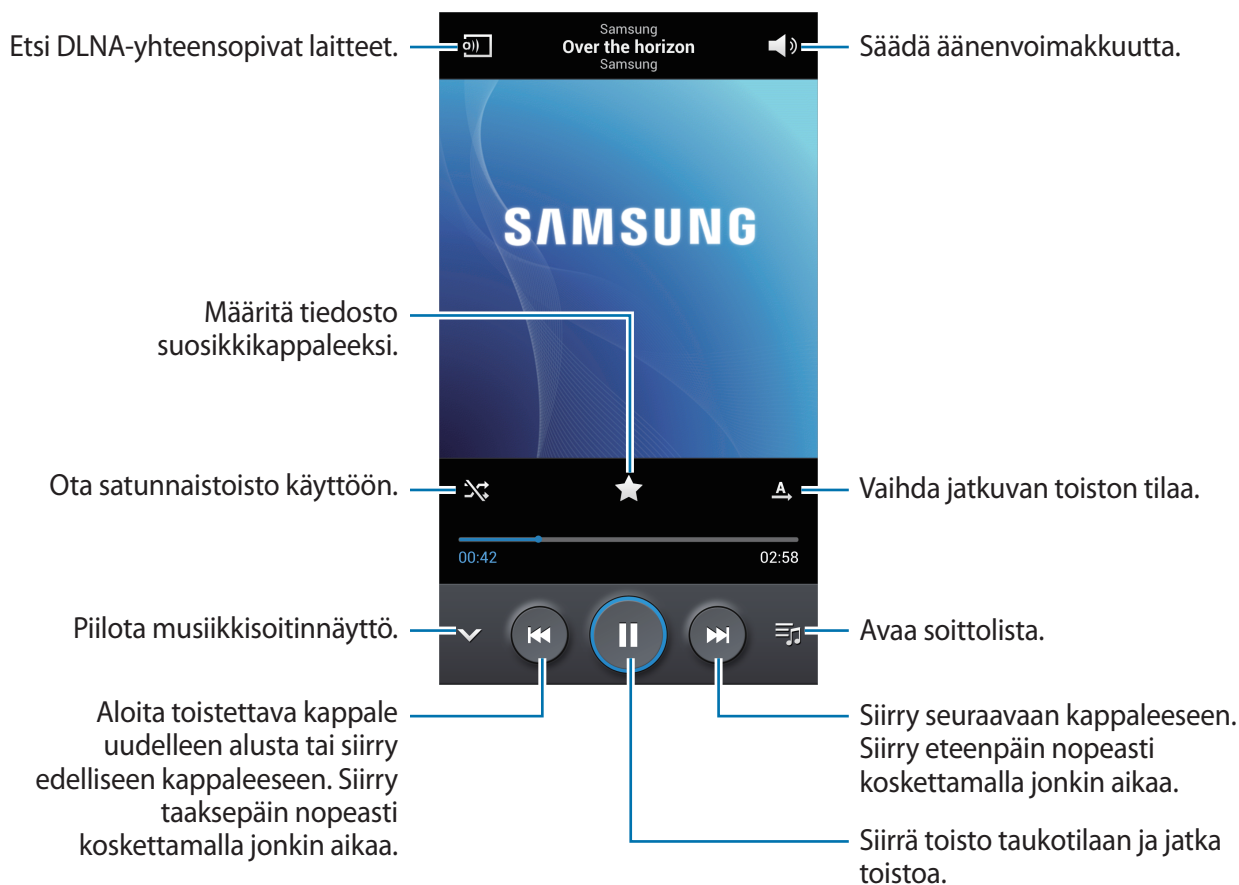 Etsi DLNA-yhteensopivat laitteet.
Samsung
Over the horizon
Samsung
Säädä äänenvoimakkuutta.
SAMSUNG
Määritä tiedosto
suosikkikappaleeksi.
Ota satunnaistoisto käyttöön.
A
Vaihda jatkuvan toiston tilaa.
00:42
02:58
Piilota musiikkisoitinnäyttö.
Avaa soittolista.
Aloita toistettava kappale
uudelleen alusta tai siirry
edelliseen kappaleeseen. Siirry
taaksepäin nopeasti
koskettamalla jonkin aikaa.
Siirry seuraavaan kappaleeseen.
Siirry eteenpäin nopeasti
koskettamalla jonkin aikaa.
Siirrä toisto taukotilaan ja jatka
toistoa.